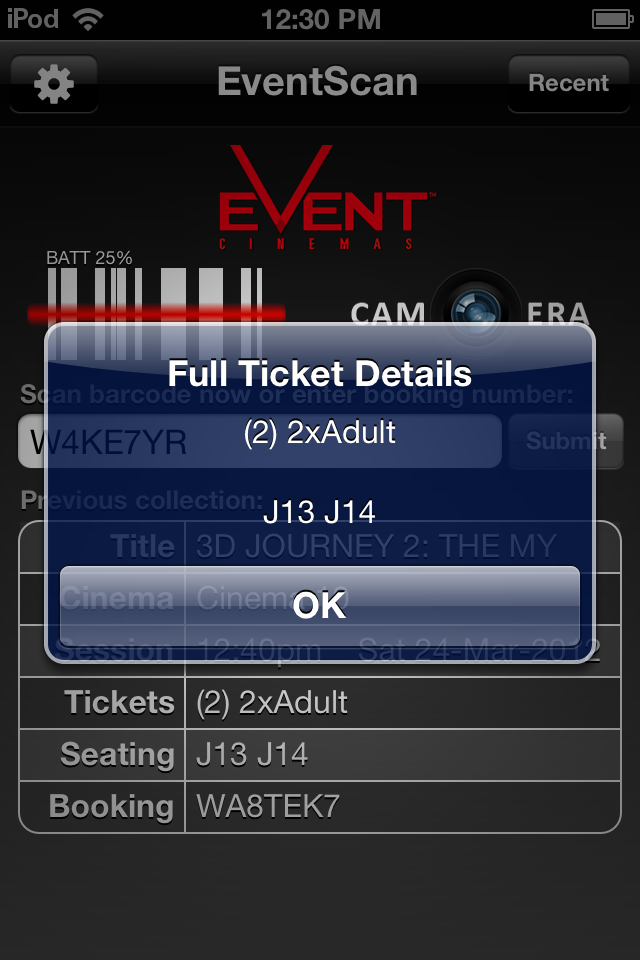 iPod 12:30 PM
EventScan
Recent
EVENT™
CINEMAS
BATT 25%
CAM ERA
Full Ticket Details
Scan barcode now or enter booking number:
(2) 2xAdult
W4KE7YR
Submit
Previous collection:
J13 J14
Title 3D JOURNEY 2: THE MY
Cinema Cinema 10
OK
Session 12:40pm Sat 24-Mar-2012
Tickets (2) 2xAdult
Seating J13 J14
Booking WA8TEK7